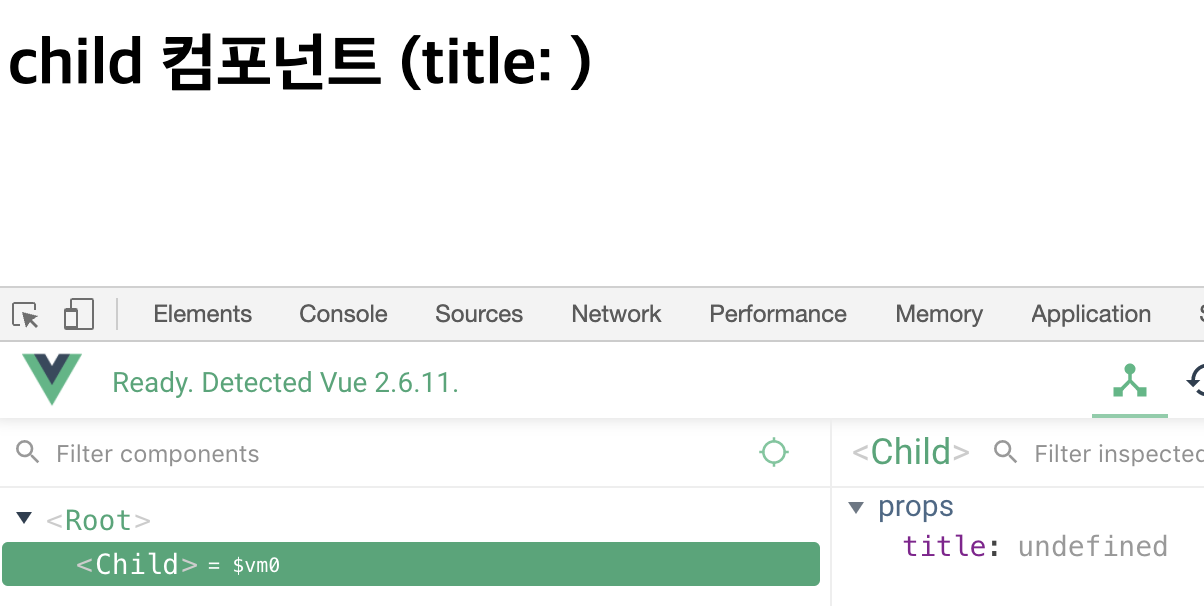 child 컴포넌트 (title: )
Elements Console Sources Network Performance Memory Application
Ready. Detected Vue 2.6.11.
Filter components
<Child> Filter inspected
<Root>
props
title: undefined
<Child> = $vm0